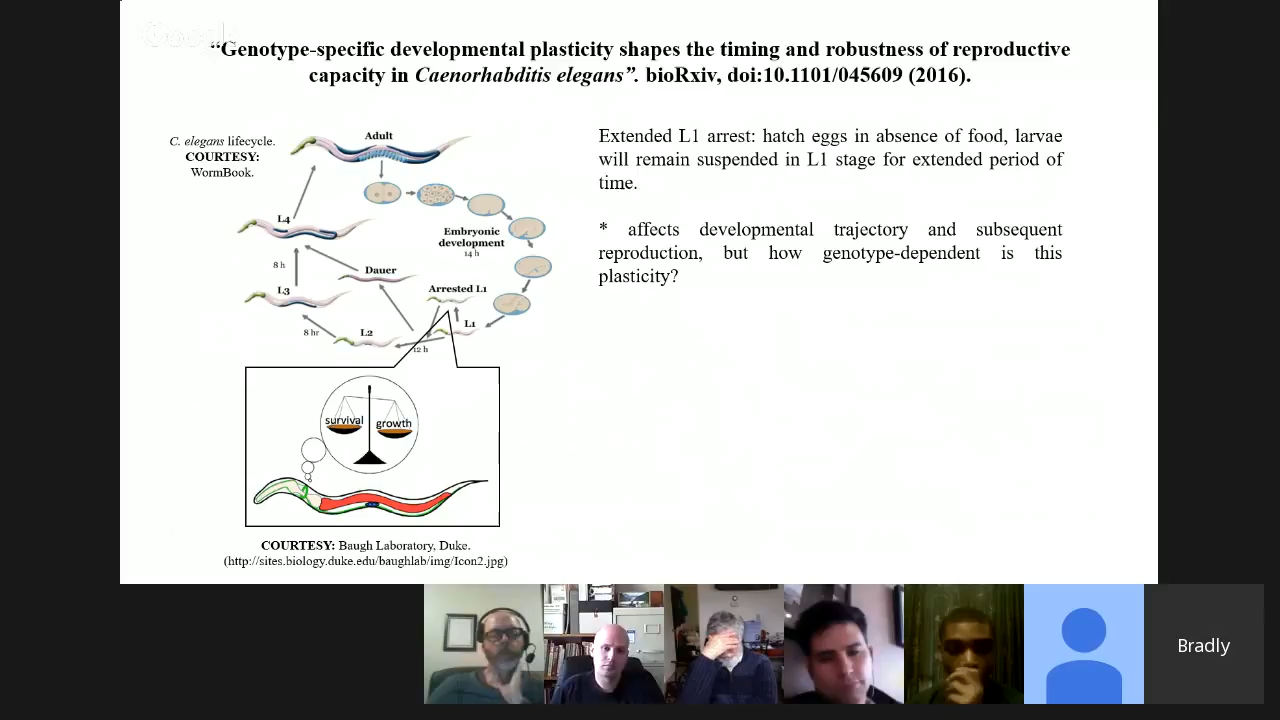 Google
“Genotype-specific developmental plasticity shapes the timing and robustness of reproductive
capacity in Caenorhabditis elegans”. bioRxiv, doi:10.1101/045609 (2016).
C. elegans lifecycle.
COURTESY:
WormBook.
Adult
L4
Embryonic
development
14 h
8 h
Dauer
L3
Arrested L1
8 hr
L2
L1
12 h
survival growth
COURTESY: Baugh Laboratory, Duke.
(http://sites.biology.duke.edu/baughlab/img/Icon2.jpg)
Extended L1 arrest: hatch eggs in absence of food, larvae
will remain suspended in L1 stage for extended period of
time.
* affects developmental trajectory and subsequent
reproduction, but how genotype-dependent is this
plasticity?
Bradly